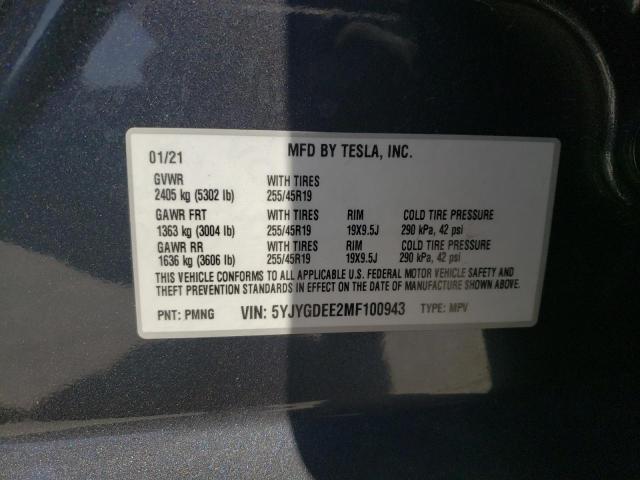 01/21 MFD BY TESLA, INC.
GVWR WITH TIRES
2405 kg (5302 lb) 255/45R19
GAWR FRT WITH TIRES RIM COLD TIRE PRESSURE
1363 kg (3004 lb) 255/45R19 19X9.5J 290 kPa, 42 psi
GAWR RR WITH TIRES RIM COLD TIRE PRESSURE
1636 kg (3606 lb) 255/45R19 19X9.5J 290 kPa, 42 psi
THIS VEHICLE CONFORMS TO ALL APPLICABLE U.S. FEDERAL MOTOR VEHICLE SAFETY AND
THEFT PREVENTION STANDARDS IN EFFECT ON THE DATE OF MANUFACTURE SHOWN ABOVE.
PNT: PMNG VIN: 5YJYGDEE2MF100943 TYPE: MPV